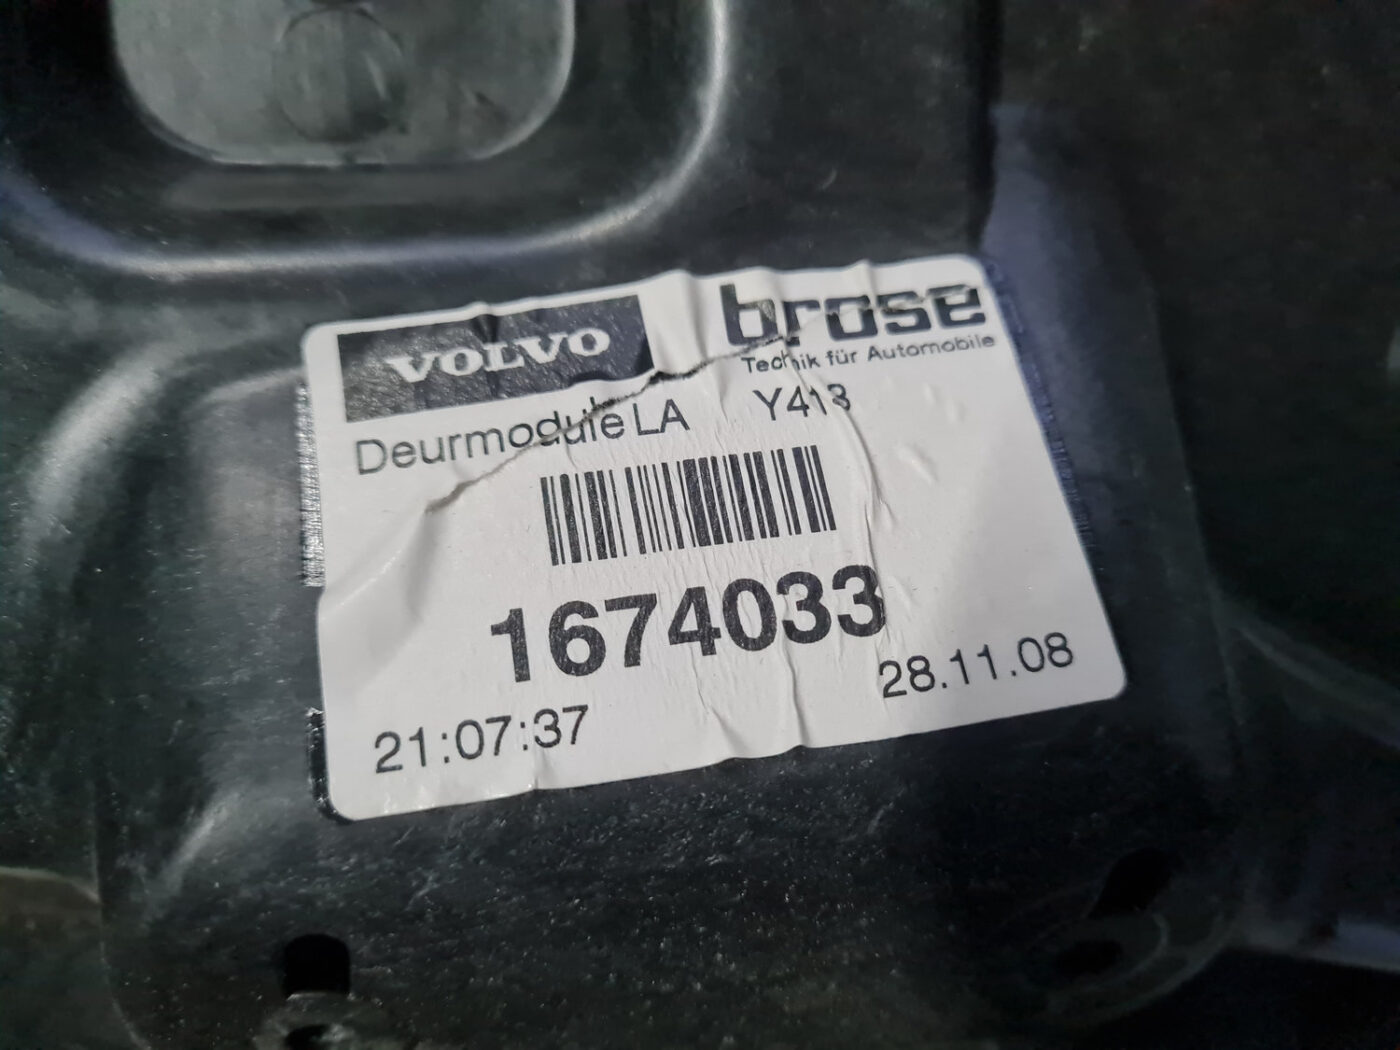 VOLVO
brose
Technik für Automobile
Deurmodule LA Y413
1674033
21:07:37 28.11.08